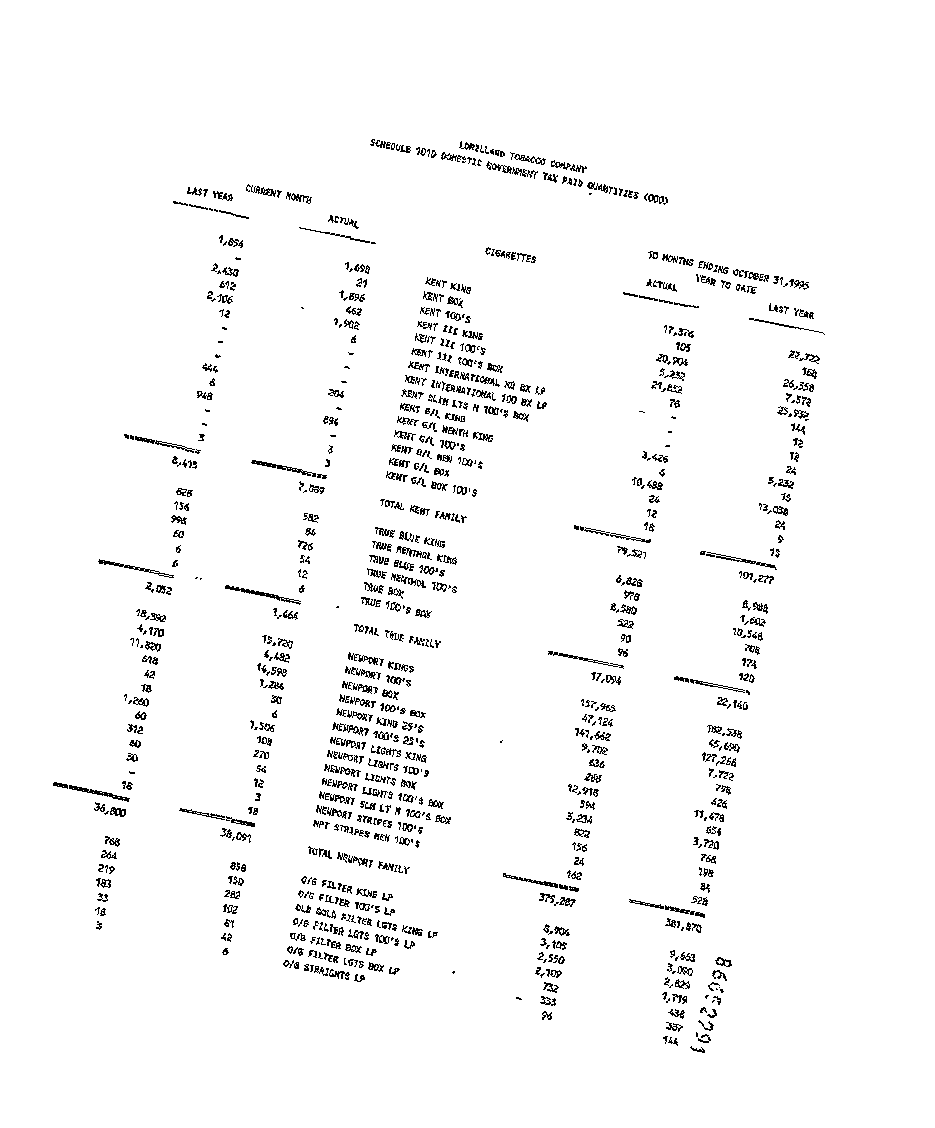 LORILLARD TOBACCO COMPANY
SCHEDULE 101D DOMESTIC GOVERNMENT TAX PAID QUANTITIES (000)
10 MONTHS ENDING OCTOBER 31,1995
CURRENT MONTH YEAR TO DATE
LAST YEAR ACTUAL CIGARETTES ACTUAL LAST YEAR
1,854 1,698 KENT KING 17,376 22,722
- 21 KENT BOX 105 168
2,430 1,896 KENT 100'S 20,904 26,358
612 462 KENT III KING 5,232 7,572
2,106 1,902 KENT III 100'S 21,852 25,932
12 6 KENT III 100'S BOX 78 144
- - KENT INTERNATIONAL KG BX LP - 12
- - KENT INTERNATIONAL 100 BX LP - 12
- - KENT SLIM LTS M 100'S BOX - 24
444 204 KENT G/L KING 3,426 5,232
6 - KENT G/L MENTH KING 6 15
948 894 KENT G/L 100'S 10,488 13,038
- - KENT G/L MEN 100'S 24 24
- 3 KENT G/L BOX 12 9
3 3 KENT G/L BOX 100'S 18 15
8,415 7,089 TOTAL KENT FAMILY 79,521 101,277
828 582 TRUE BLUE KING 6,828 8,988
156 84 TRUE MENTHOL KING 978 1,602
996 726 TRUE BLUE 100'S 8,580 10,548
60 54 TRUE MENTHOL 100'S 522 708
6 12 TRUE BOX 90 174
6 6 TRUE 100'S BOX 96 120
2,052 1,464 TOTAL TRUE FAMILY 17,094 22,140
18,392 15,720 NEWPORT KINGS 157,965 182,538
4,170 4,482 NEWPORT 100'S 47,124 45,690
11,820 14,598 NEWPORT BOX 141,662 127,268
618 1,284 NEWPORT 100'S BOX 9,702 7,722
42 30 NEWPORT KING 25'S 636 798
18 6 NEWPORT 100'S 25'S 288 426
1,260 1,506 NEWPORT LIGHTS KING 12,918 11,478
60 108 NEWPORT LIGHTS 100'S 594 654
312 270 NEWPORT LIGHTS BOX 3,234 3,720
60 54 NEWPORT LIGHTS 100'S BOX 822 766
30 12 NEWPORT SLM LT M 100'S BOX 156 198
- 3 NEWPORT STRIPES 100'S 24 84
18 18 NPT STRIPES MEN 100'S 162 528
36,800 38,091 TOTAL NEWPORT FAMILY 375,287 381,870
768 858 O/G FILTER KING LP 8,904 9,663
264 150 O/G FILTER 100'S LP 3,105 3,090
219 282 OLD GOLD FILTER LGTS KING LP 2,550 2,829
183 192 O/G FILTER LGTS 100'S LP 2,109 1,719
33 81 O/G FILTER BOX LP 732 438
18 42 O/G FILTER LGTS BOX LP 333 387
3 6 O/G STRAIGHTS LP 96 144